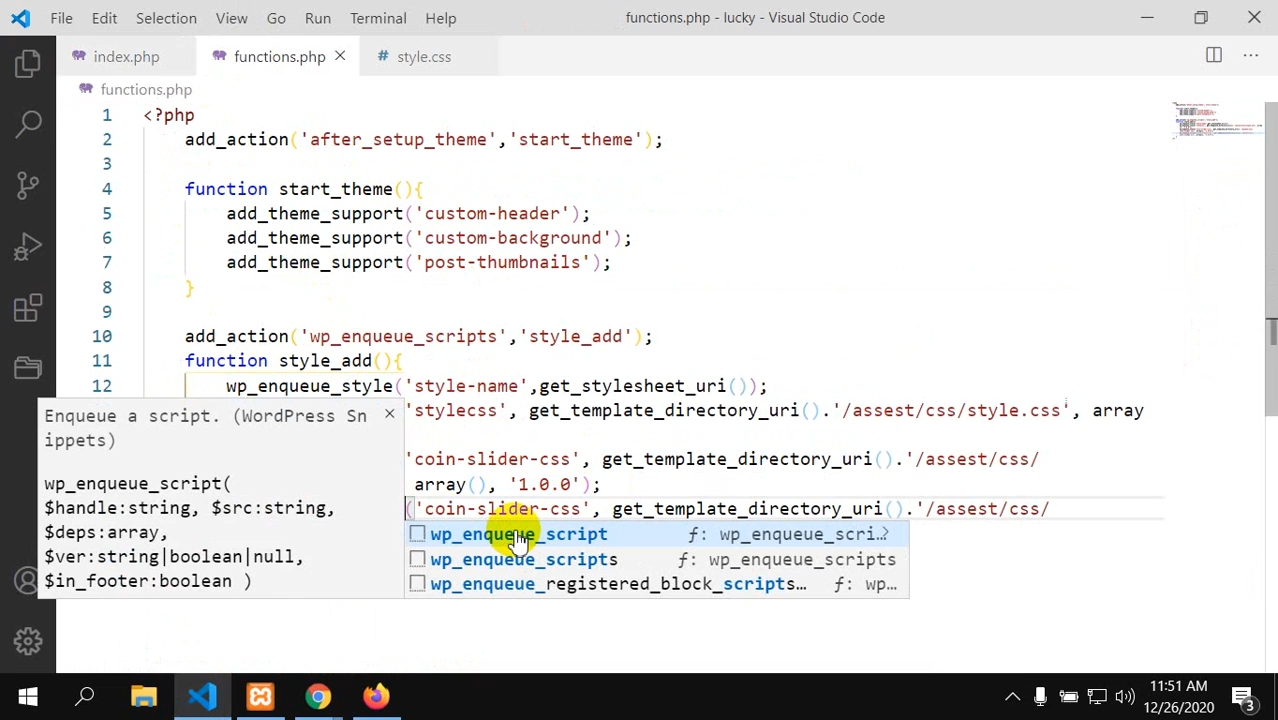 File Edit Selection View Go Run Terminal Help functions.php - lucky - Visual Studio Code
index.php functions.php # style.css
functions.php
1 <?php
2 add_action('after_setup_theme','start_theme');
3
4 function start_theme(){
5 add_theme_support('custom-header');
6 add_theme_support('custom-background');
7 add_theme_support('post-thumbnails');
8 }
9
10 add_action('wp_enqueue_scripts','style_add');
11 function style_add(){
12 wp_enqueue_style('style-name',get_stylesheet_uri());
'stylecss', get_template_directory_uri().'/assest/css/style.css', array
'coin-slider-css', get_template_directory_uri().'/assest/css/
array(), '1.0.0');
('coin-slider-css', get_template_directory_uri().'/assest/css/
Enqueue a script. (WordPress Sn
ippets)
wp_enqueue_script(
$handle:string, $src:string,
$deps:array,
$ver:string|boolean|null,
$in_footer:boolean )
wp_enqueue_script ƒ: wp_enqueue_scri…
wp_enqueue_scripts ƒ: wp_enqueue_scripts
wp_enqueue_registered_block_scripts… ƒ: wp…
11:51 AM
12/26/2020
3